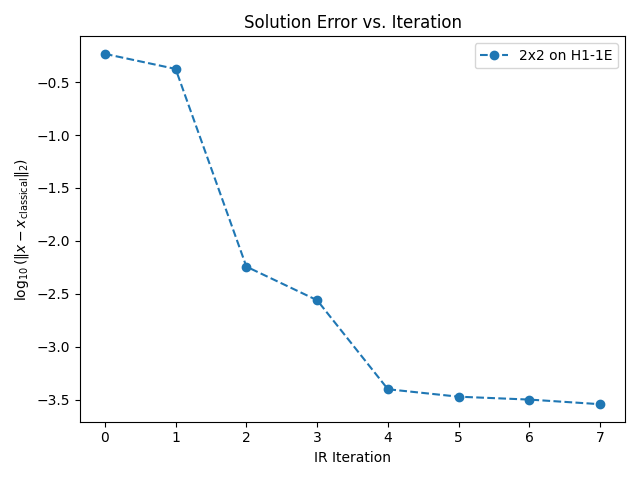 Solution Error vs. Iteration
2x2 on H1-1E
−0.5
−1.0
−1.5
−2.0
−2.5
−3.0
−3.5
log₁₀(‖x − x_classical‖₂)
0 1 2 3 4 5 6 7
IR Iteration